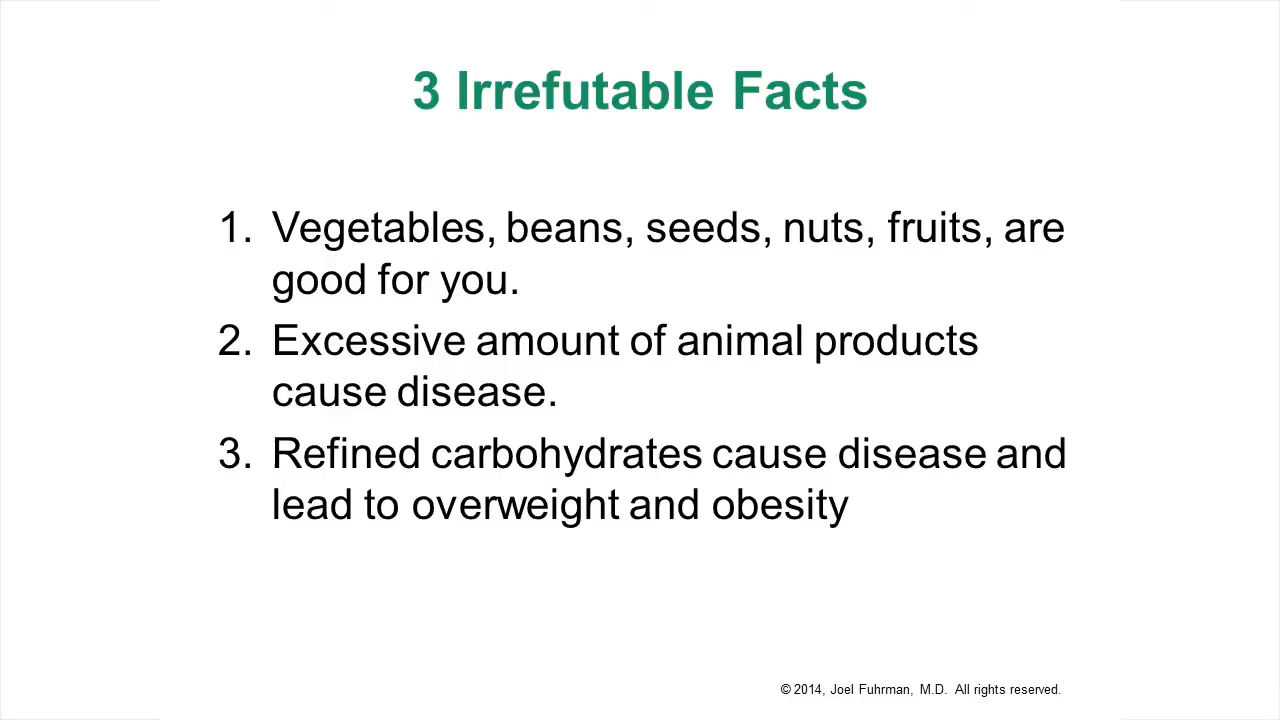 3 Irrefutable Facts
1. Vegetables, beans, seeds, nuts, fruits, are
good for you.
2. Excessive amount of animal products
cause disease.
3. Refined carbohydrates cause disease and
lead to overweight and obesity
© 2014, Joel Fuhrman, M.D. All rights reserved.